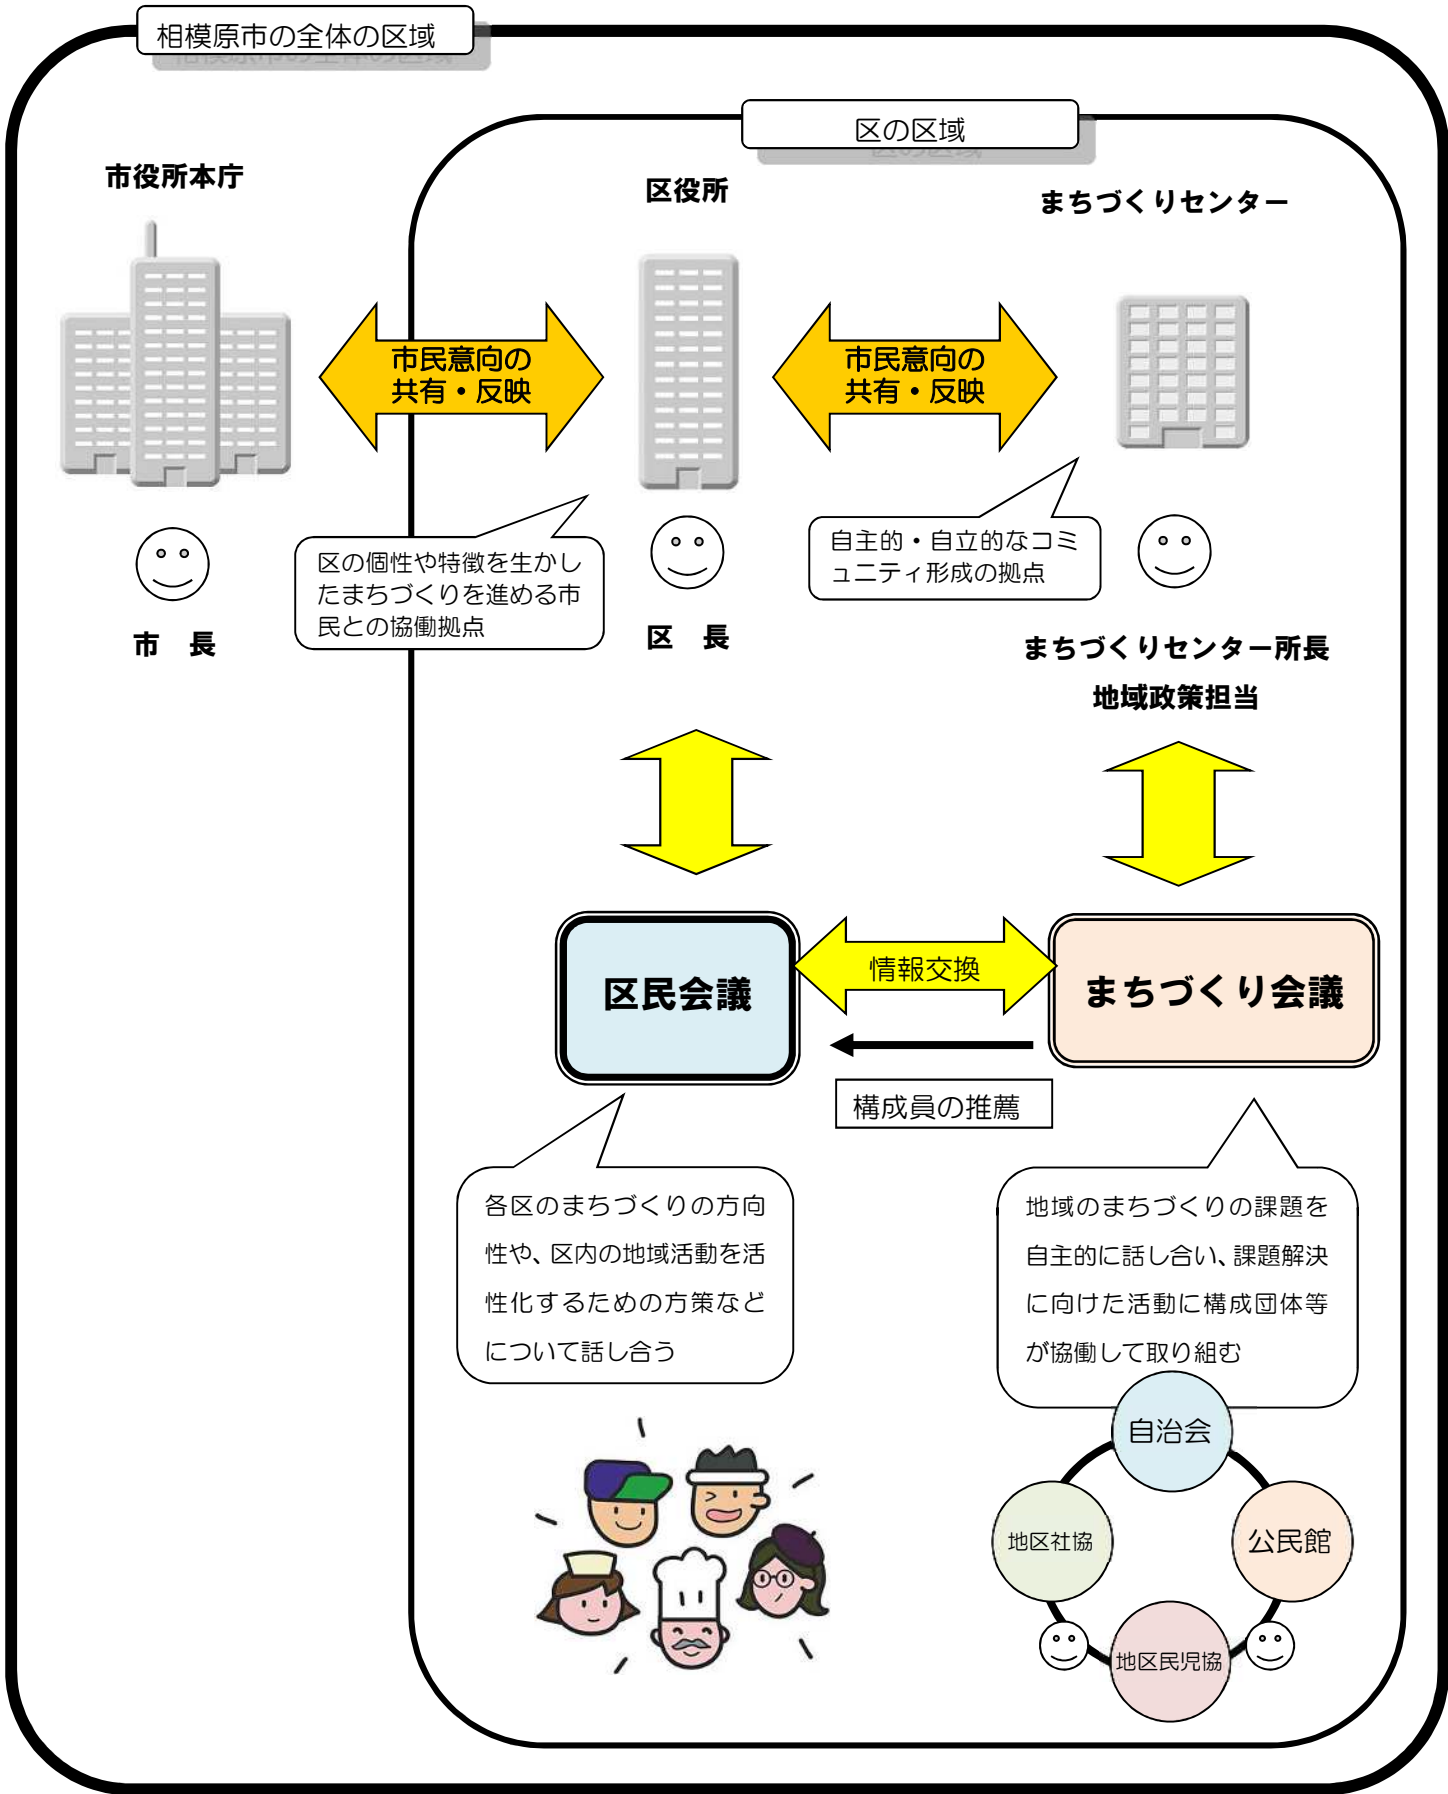 相模原市の全体の区域
区の区域
市役所本庁
区役所
まちづくりセンター
市民意向の
共有・反映
市民意向の
共有・反映
区の個性や特徴を生かし
たまちづくりを進める市
民との協働拠点
自主的・自立的なコミ
ュニティ形成の拠点
市　長
区　長
まちづくりセンター所長
地域政策担当
区民会議
情報交換
まちづくり会議
構成員の推薦
各区のまちづくりの方向
性や、区内の地域活動を活
性化するための方策など
について話し合う
地域のまちづくりの課題を
自主的に話し合い、課題解決
に向けた活動に構成団体等
が協働して取り組む
自治会
地区社協
公民館
地区民児協